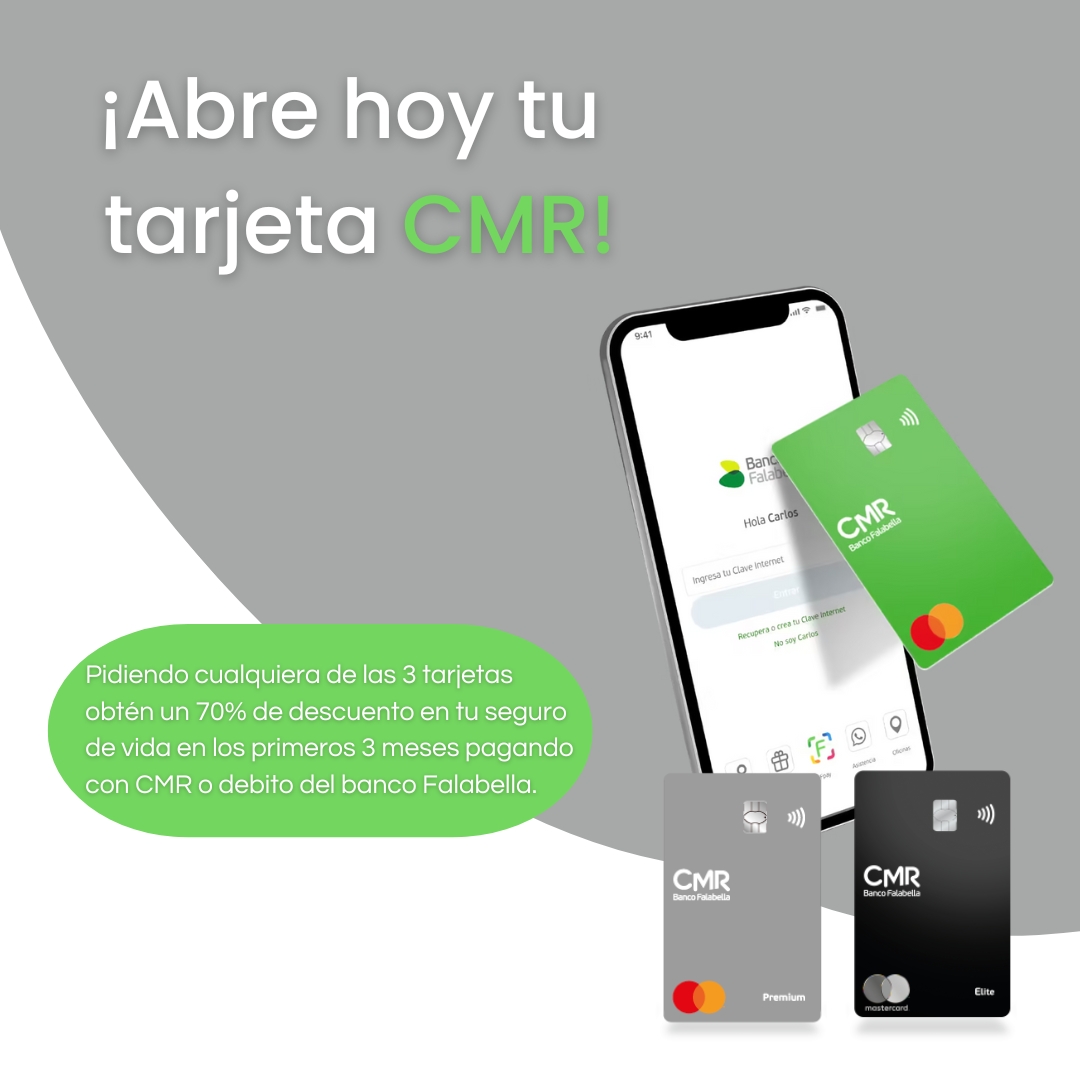 ¡Abre hoy tu
tarjeta CMR!
9:41
Banco
Hola Carlos
Ingresa tu Clave Internet
Entrar
Recupera o crea tu Clave Internet
No soy Carlos
CMR
Banco Falabella
Pidiendo cualquiera de las 3 tarjetas
obtén un 70% de descuento en tu seguro
de vida en los primeros 3 meses pagando
con CMR o debito del banco Falabella.
F
Asistencia
Oficinas
CMR
Banco Falabella
Premium
CMR
Banco Falabella
mastercard
Elite